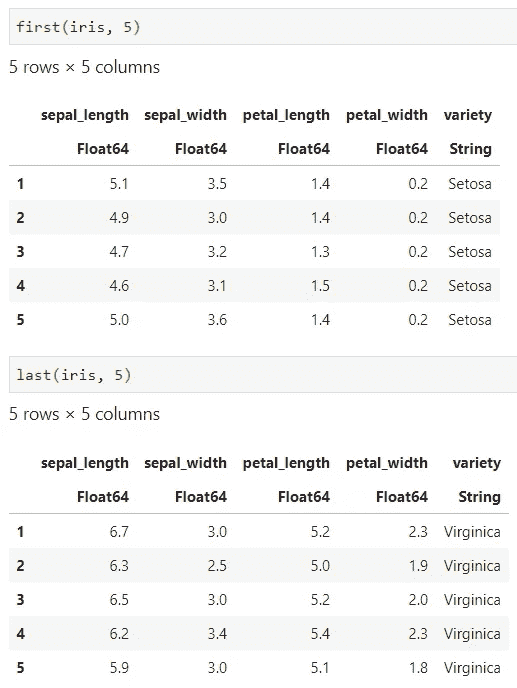 first(iris, 5)
5 rows × 5 columns
sepal_length sepal_width petal_length petal_width variety
Float64 Float64 Float64 Float64 String
1 5.1 3.5 1.4 0.2 Setosa
2 4.9 3.0 1.4 0.2 Setosa
3 4.7 3.2 1.3 0.2 Setosa
4 4.6 3.1 1.5 0.2 Setosa
5 5.0 3.6 1.4 0.2 Setosa
last(iris, 5)
5 rows × 5 columns
sepal_length sepal_width petal_length petal_width variety
Float64 Float64 Float64 Float64 String
1 6.7 3.0 5.2 2.3 Virginica
2 6.3 2.5 5.0 1.9 Virginica
3 6.5 3.0 5.2 2.0 Virginica
4 6.2 3.4 5.4 2.3 Virginica
5 5.9 3.0 5.1 1.8 Virginica